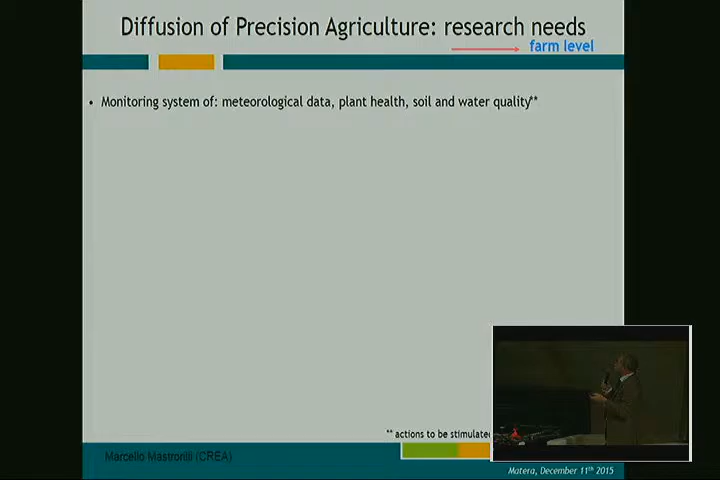 Diffusion of Precision Agriculture: research needs
farm level
• Monitoring system of: meteorological data, plant health, soil and water quality**
** actions to be stimulated
Marcello Mastrorilli (CREA)
Matera, December 11th 2015